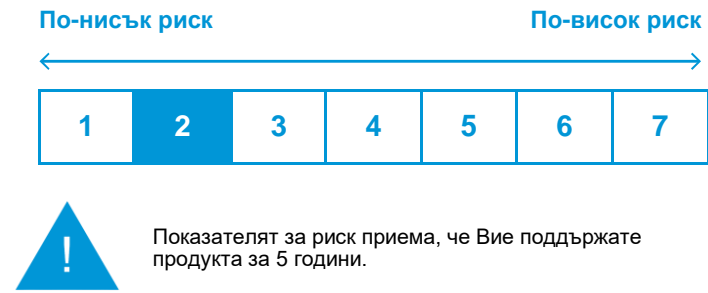 По-нисък риск По-висок риск
1 2 3 4 5 6 7
!
Показателят за риск приема, че Вие поддържате
продукта за 5 години.